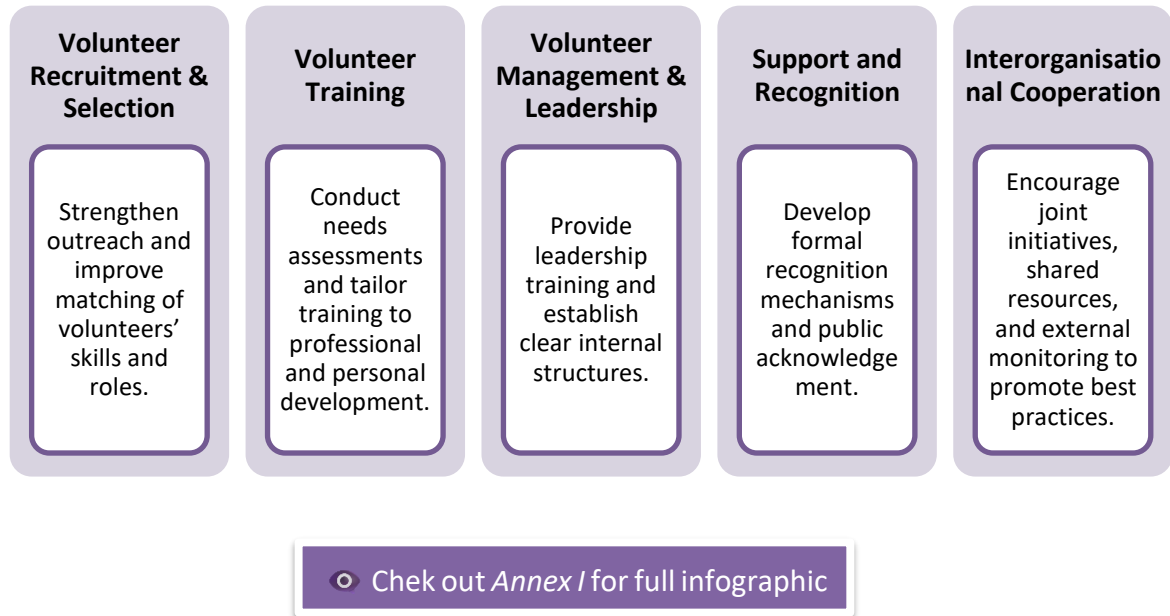 Volunteer
Recruitment &
Selection
Strengthen
outreach and
improve
matching of
volunteers’
skills and
roles.
Volunteer
Training
Conduct
needs
assessments
and tailor
training to
professional
and personal
development.
Volunteer
Management &
Leadership
Provide
leadership
training and
establish
clear internal
structures.
Support and
Recognition
Develop
formal
recognition
mechanisms
and public
acknowledge
ment.
Interorganisatio
nal Cooperation
Encourage
joint
initiatives,
shared
resources,
and external
monitoring to
promote best
practices.
Chek out Annex I for full infographic